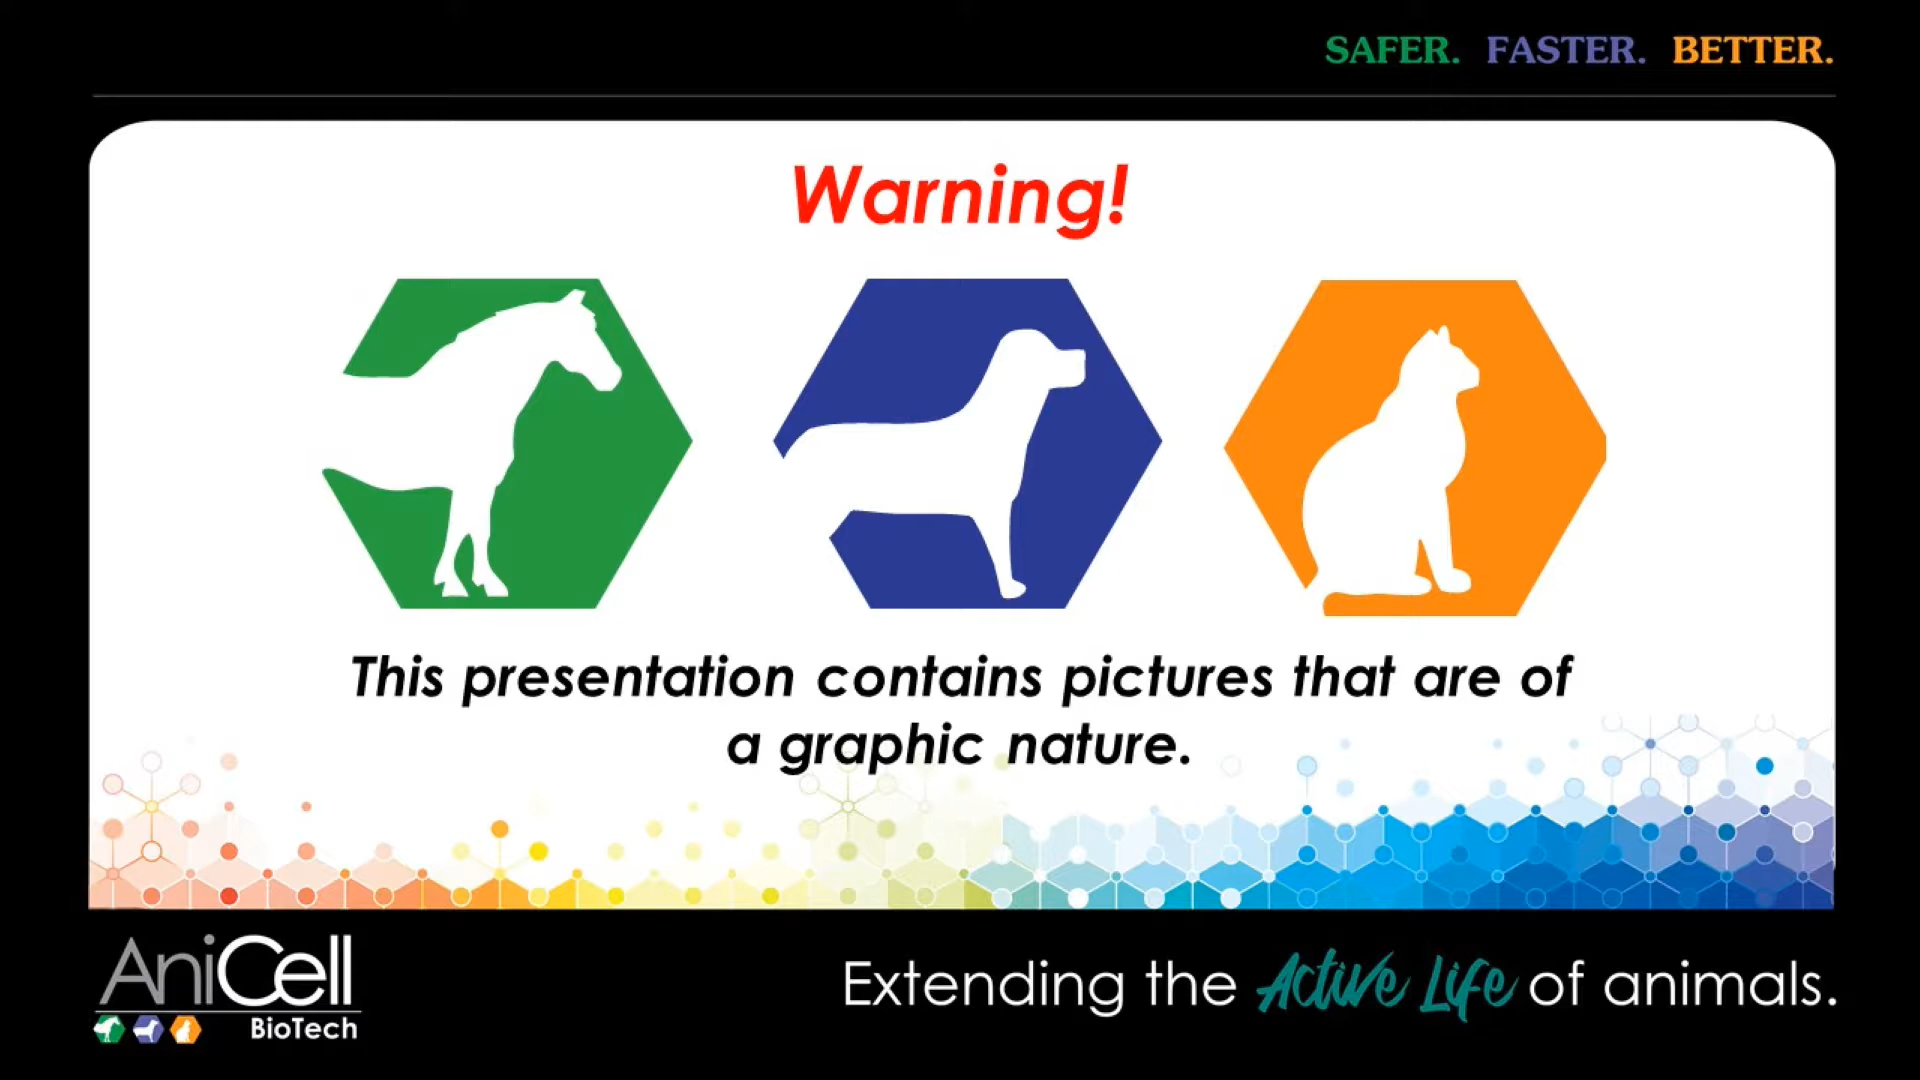 SAFER. FASTER. BETTER.
Warning!
This presentation contains pictures that are of
a graphic nature.
AniCell
BioTech
Extending the Active Life of animals.